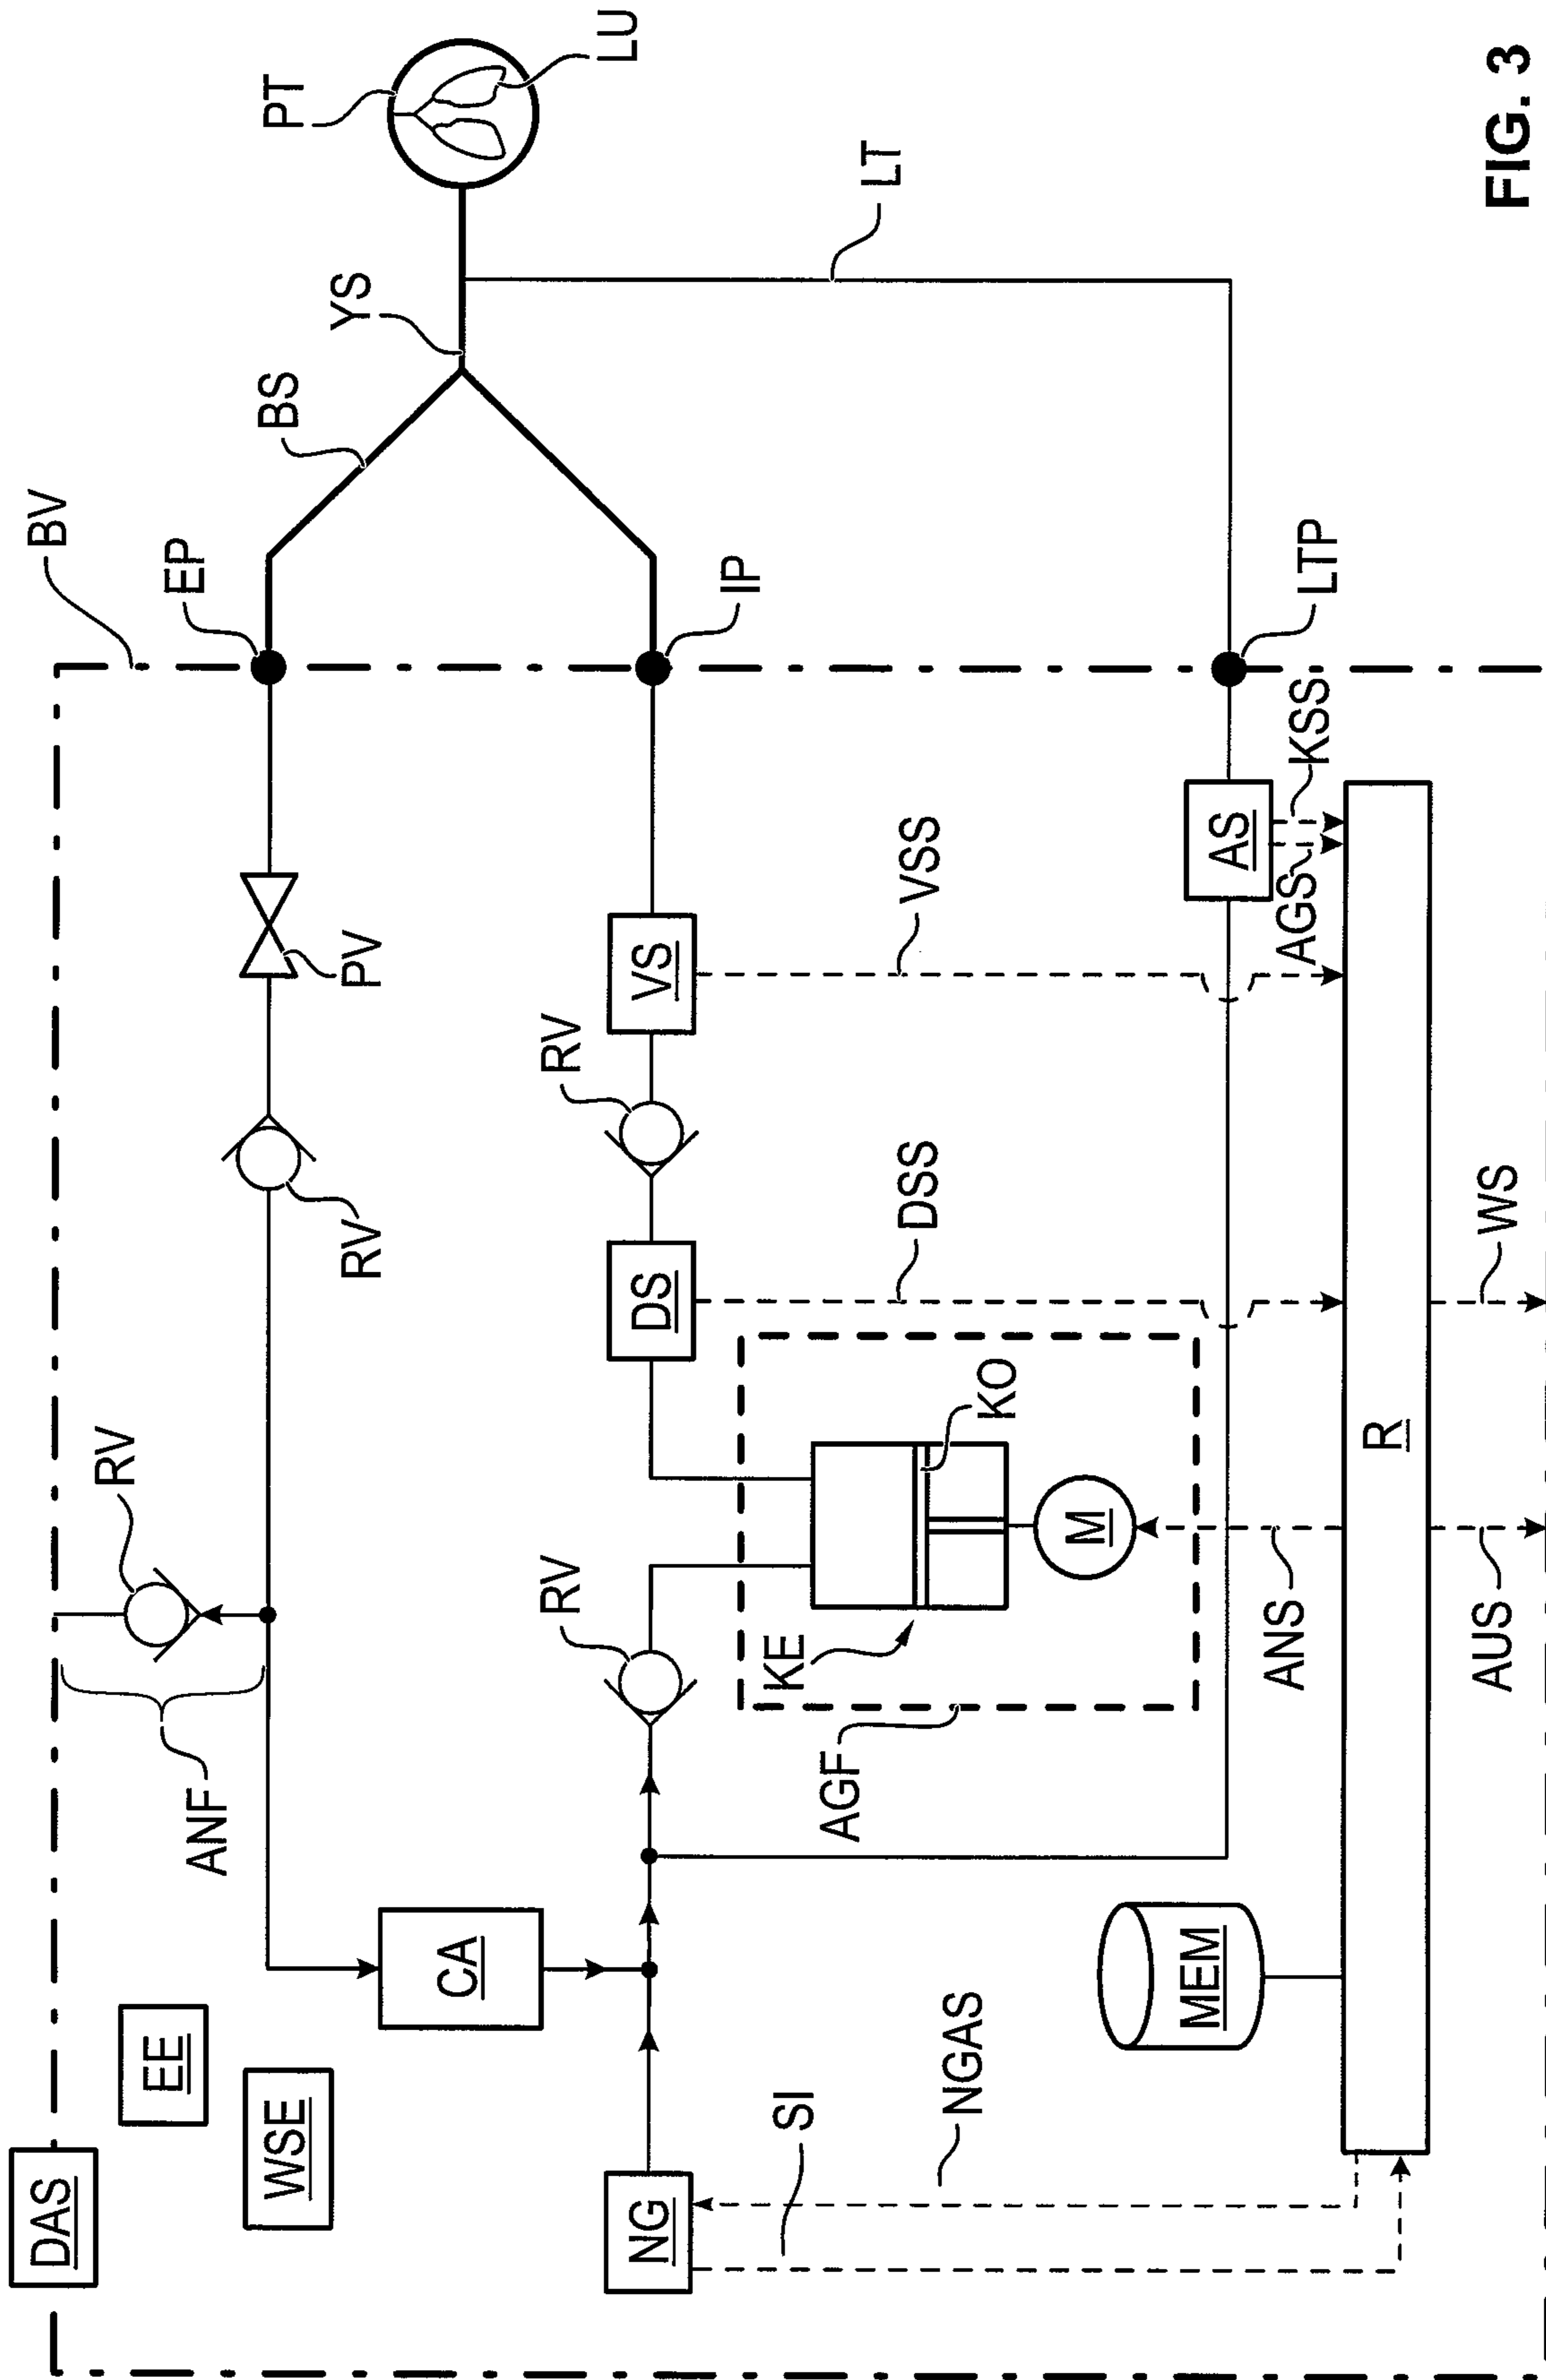 DAS
EE
WSE
ANF
RV
BV
EP
BS
YS
PT
LU
RV
PV
CA
RV
DS
RV
VS
IP
LT
NG
SI
NGAS
AGF
KE
KO
M
DSS
VSS
AS
LTP
AGS
KSS
MEM
ANS
R
AUS
WS
FIG. 3